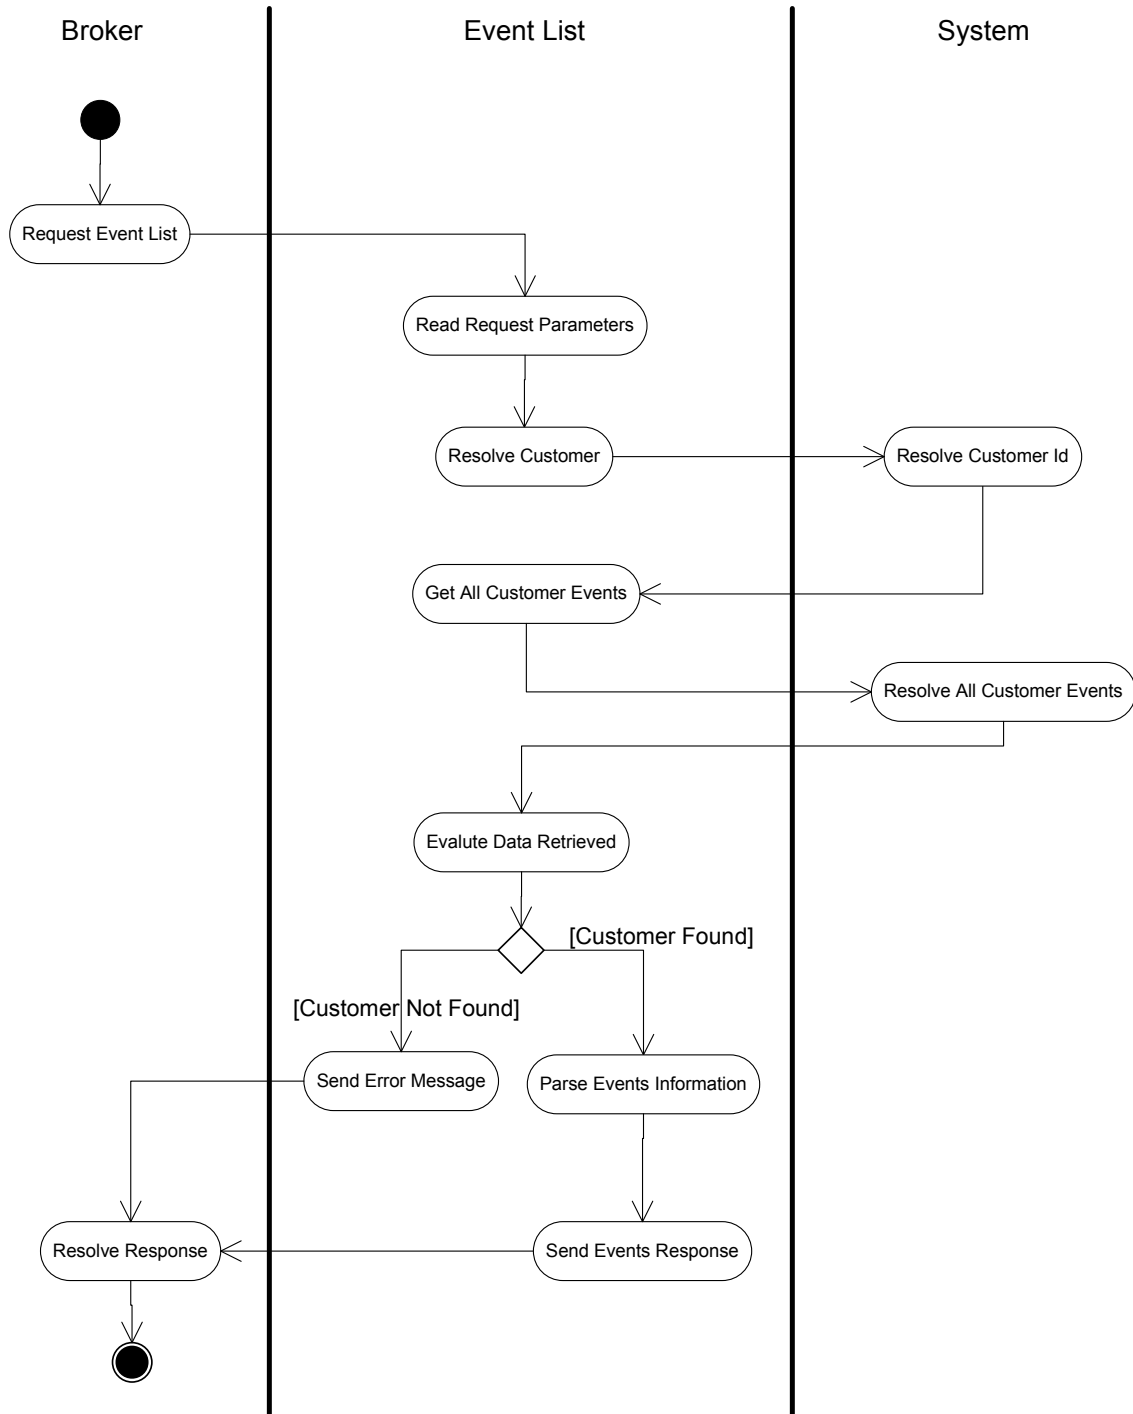 Broker
Event List
System
Request Event List
Read Request Parameters
Resolve Customer
Resolve Customer Id
Get All Customer Events
Resolve All Customer Events
Evalute Data Retrieved
[Customer Found]
[Customer Not Found]
Send Error Message
Parse Events Information
Resolve Response
Send Events Response